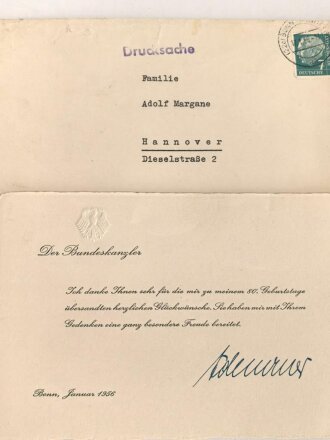 Drucksache
DEUTSCHE
7
Familie
Adolf Margane
Hannover
Dieselstraße 2
Der Bundeskanzler
Ich danke Ihnen sehr für die mir zu meinem 80. Geburtstage
übersandten herzlichen Glückwünsche. Sie haben mir mit Ihrem
Gedenken eine ganz besondere Freude bereitet.
Adenauer
Bonn, Januar 1956